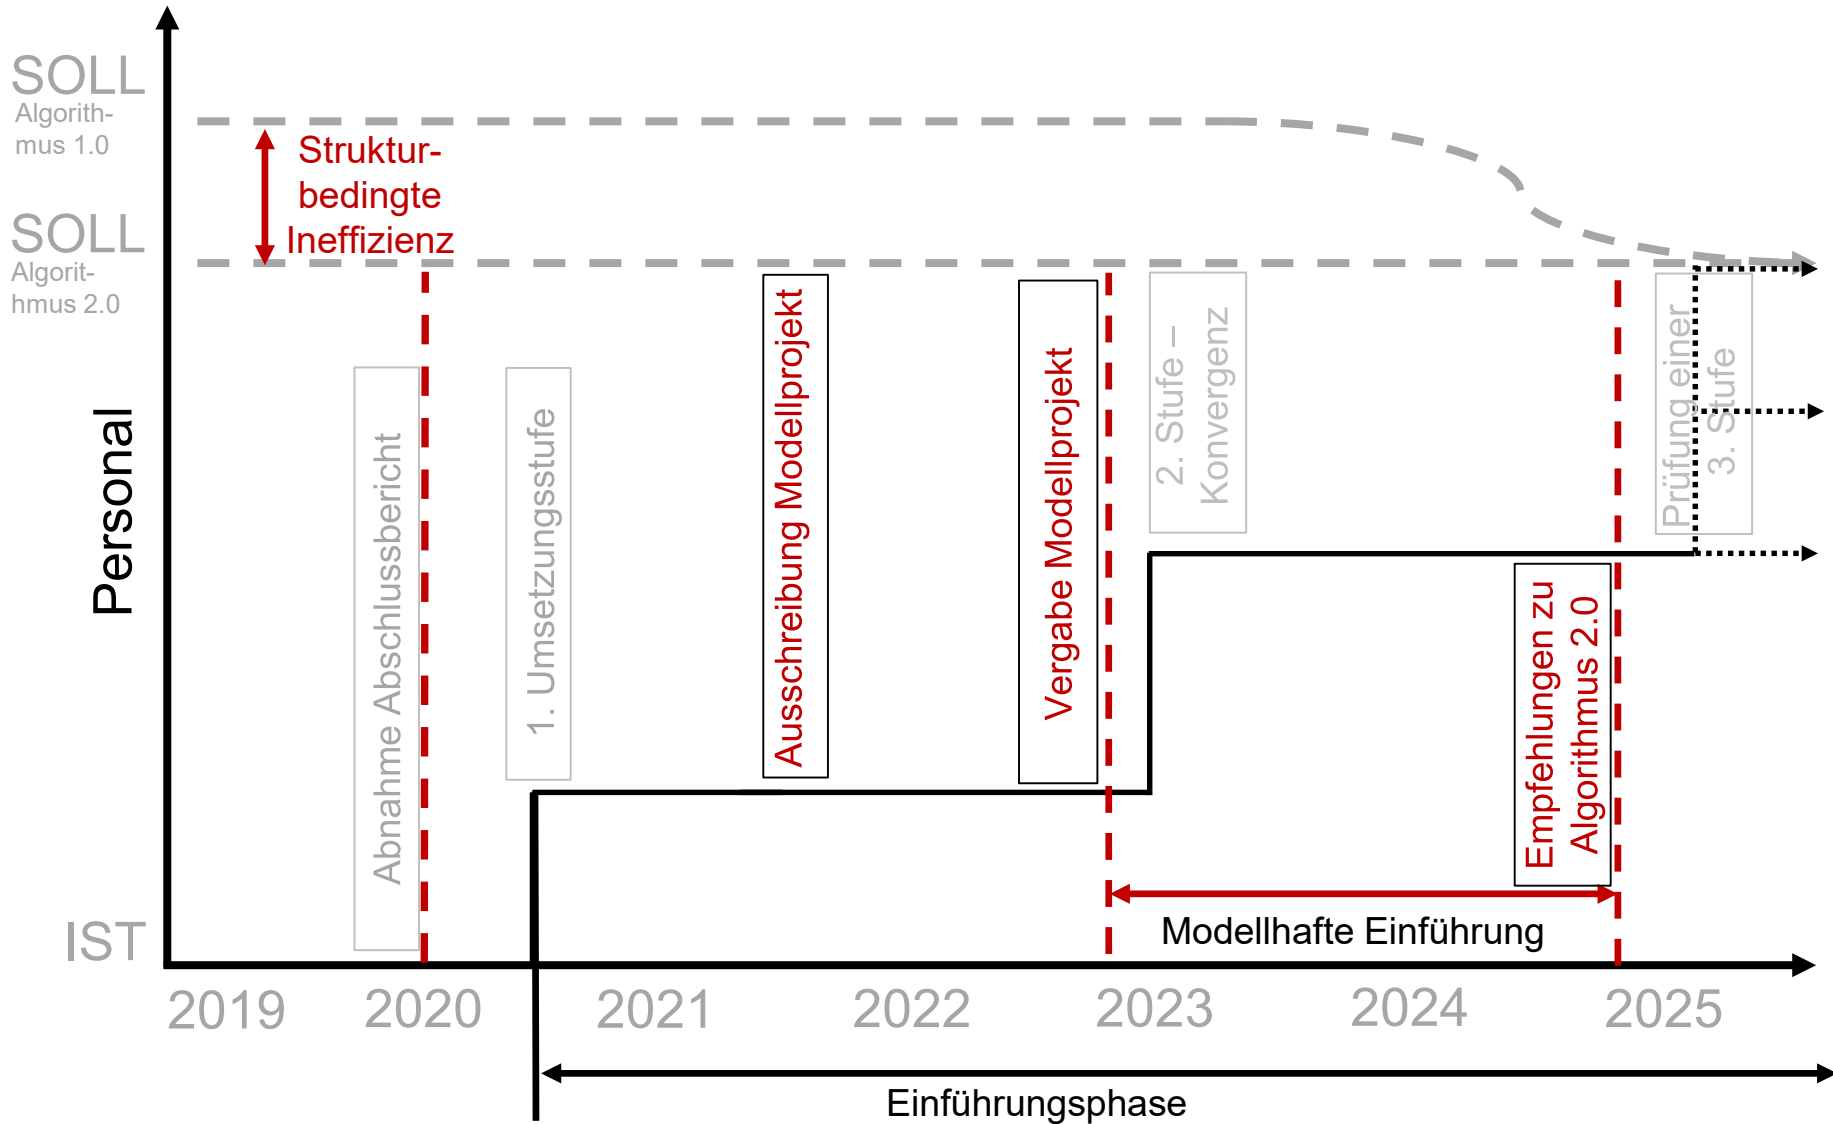 SOLL
Algorith-
mus 1.0
Struktur-
bedingte
Ineffizienz
SOLL
Algorit-
hmus 2.0
Personal
Abnahme Abschlussbericht
1. Umsetzungsstufe
Ausschreibung Modellprojekt
Vergabe Modellprojekt
2. Stufe –
Konvergenz
Prüfung einer
3. Stufe
Empfehlungen zu
Algorithmus 2.0
Modellhafte Einführung
IST
2019
2020
2021
2022
2023
2024
2025
Einführungsphase